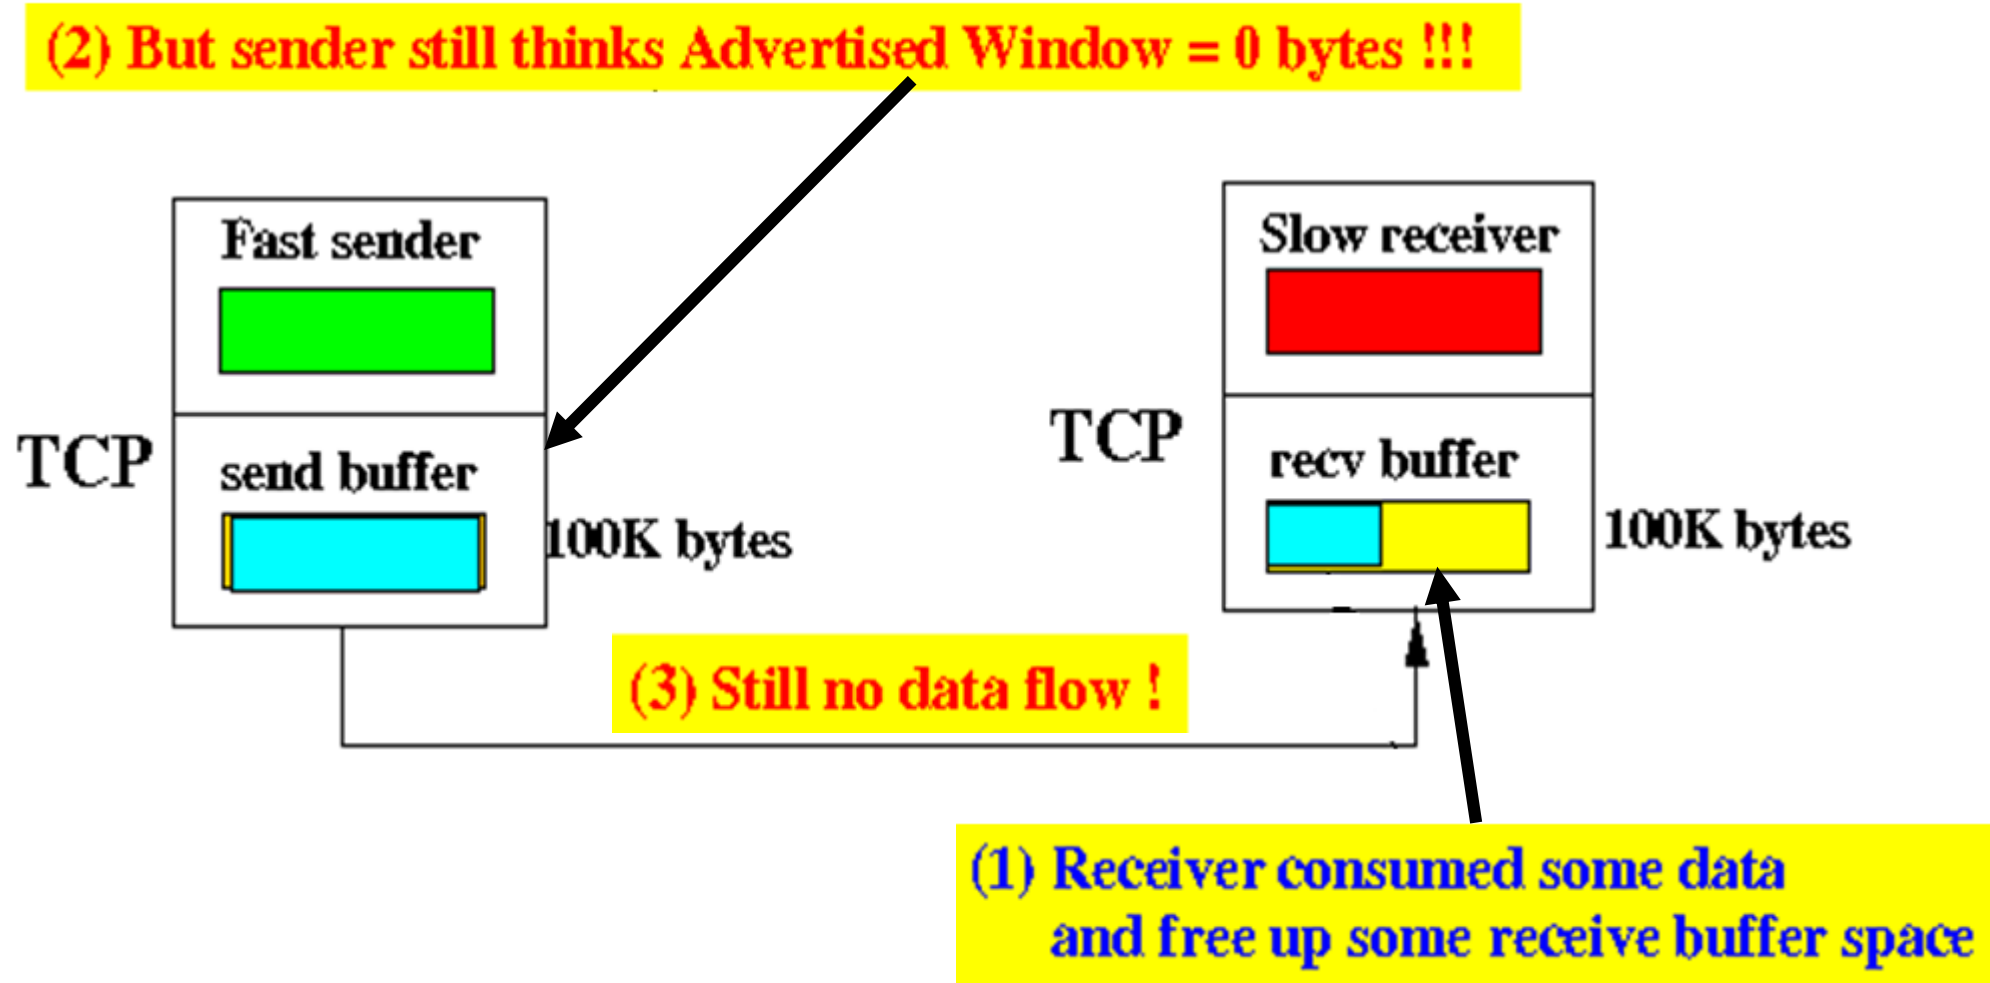 (2) But sender still thinks Advertised Window = 0 bytes !!!
Fast sender
Slow receiver
TCP
send buffer
100K bytes
TCP
recv buffer
100K bytes
(3) Still no data flow !
(1) Receiver consumed some data
and free up some receive buffer space